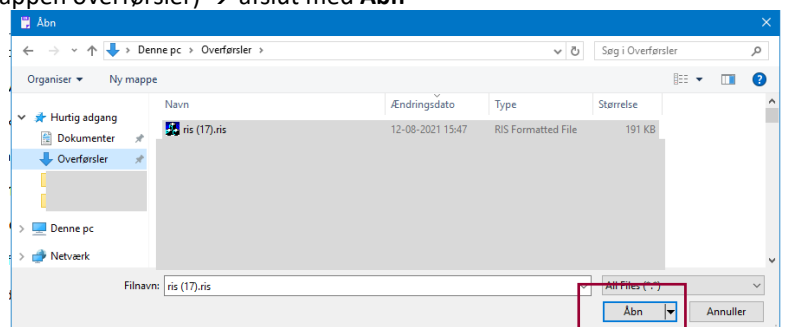 appen overførsler) → afslut med Åbn
Åbn
Denne pc › Overførsler ›
Søg i Overførsler
Organiser
Ny mappe
Navn
Ændringsdato
Type
Størrelse
Hurtig adgang
ris (17).ris
12-08-2021 15:47
RIS Formatted File
191 KB
Dokumenter
Overførsler
Denne pc
Netværk
Filnavn:
ris (17).ris
All Files (*.*)
Åbn
Annuller